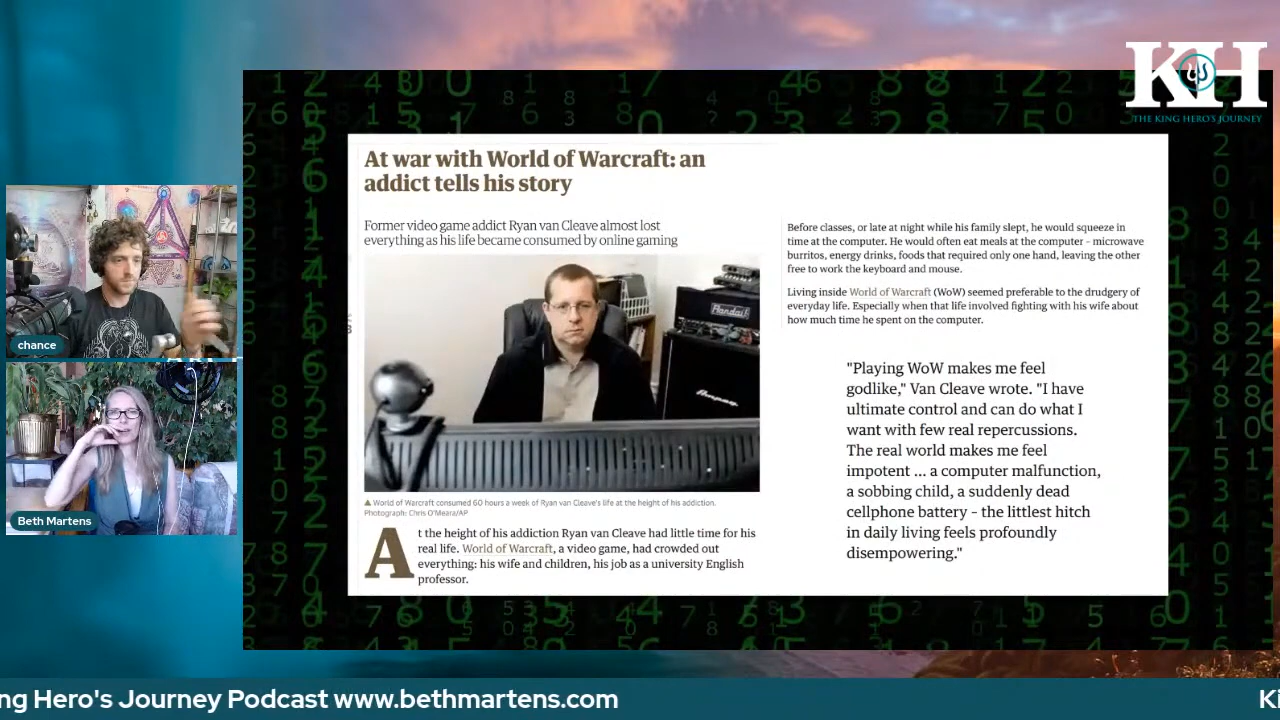 KH
THE KING HERO'S JOURNEY
At war with World of Warcraft: an
addict tells his story
Former video game addict Ryan van Cleave almost lost
everything as his life became consumed by online gaming
World of Warcraft consumed 60 hours a week of Ryan van Cleave's life at the height of his addiction.
Photograph: Chris O'Meara/AP
At the height of his addiction Ryan van Cleave had little time for his
real life. World of Warcraft, a video game, had crowded out
everything: his wife and children, his job as a university English
professor.
Before classes, or late at night while his family slept, he would squeeze in
time at the computer. He would often eat meals at the computer – microwave
burritos, energy drinks, foods that required only one hand, leaving the other
free to work the keyboard and mouse.
Living inside World of Warcraft (WoW) seemed preferable to the drudgery of
everyday life. Especially when that life involved fighting with his wife about
how much time he spent on the computer.
"Playing WoW makes me feel
godlike," Van Cleave wrote. "I have
ultimate control and can do what I
want with few real repercussions.
The real world makes me feel
impotent ... a computer malfunction,
a sobbing child, a suddenly dead
cellphone battery – the littlest hitch
in daily living feels profoundly
disempowering."
Ampeg
chance
Beth Martens
ng Hero's Journey Podcast www.bethmartens.com
Ki